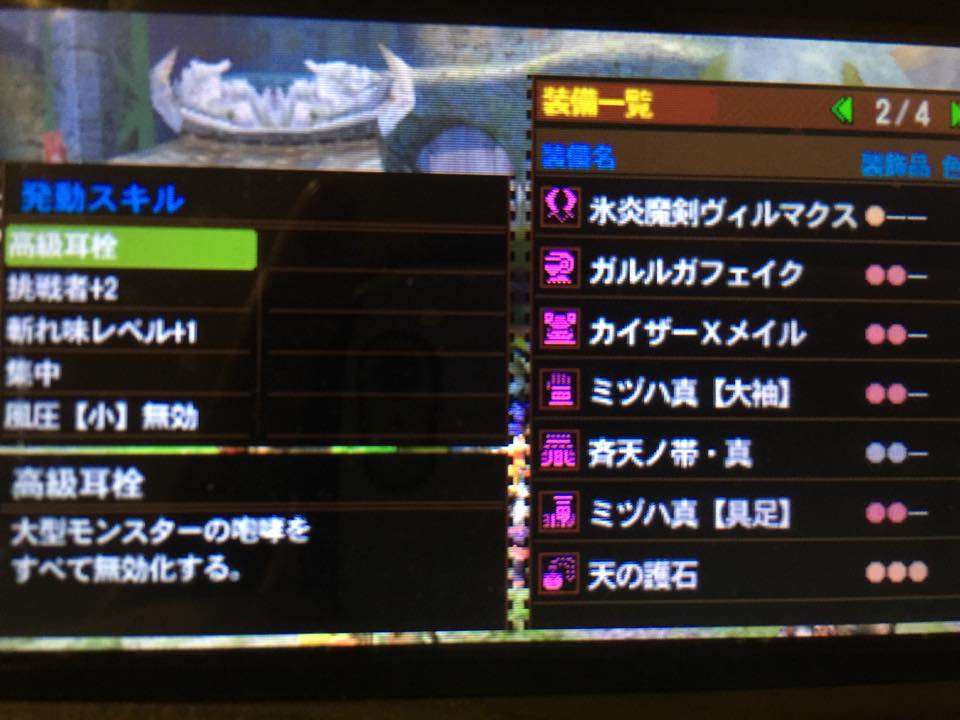 発動スキル
高級耳栓
挑戦者+2
斬れ味レベル+1
集中
風圧【小】無効
高級耳栓
大型モンスターの咆哮を
すべて無効化する。
装備一覧 2/4
装備名 装飾品 色
氷炎魔剣ヴィルマクス
ガルルガフェイク
カイザーXメイル
ミヅハ真【大袖】
斉天ノ帯・真
ミヅハ真【具足】
天の護石